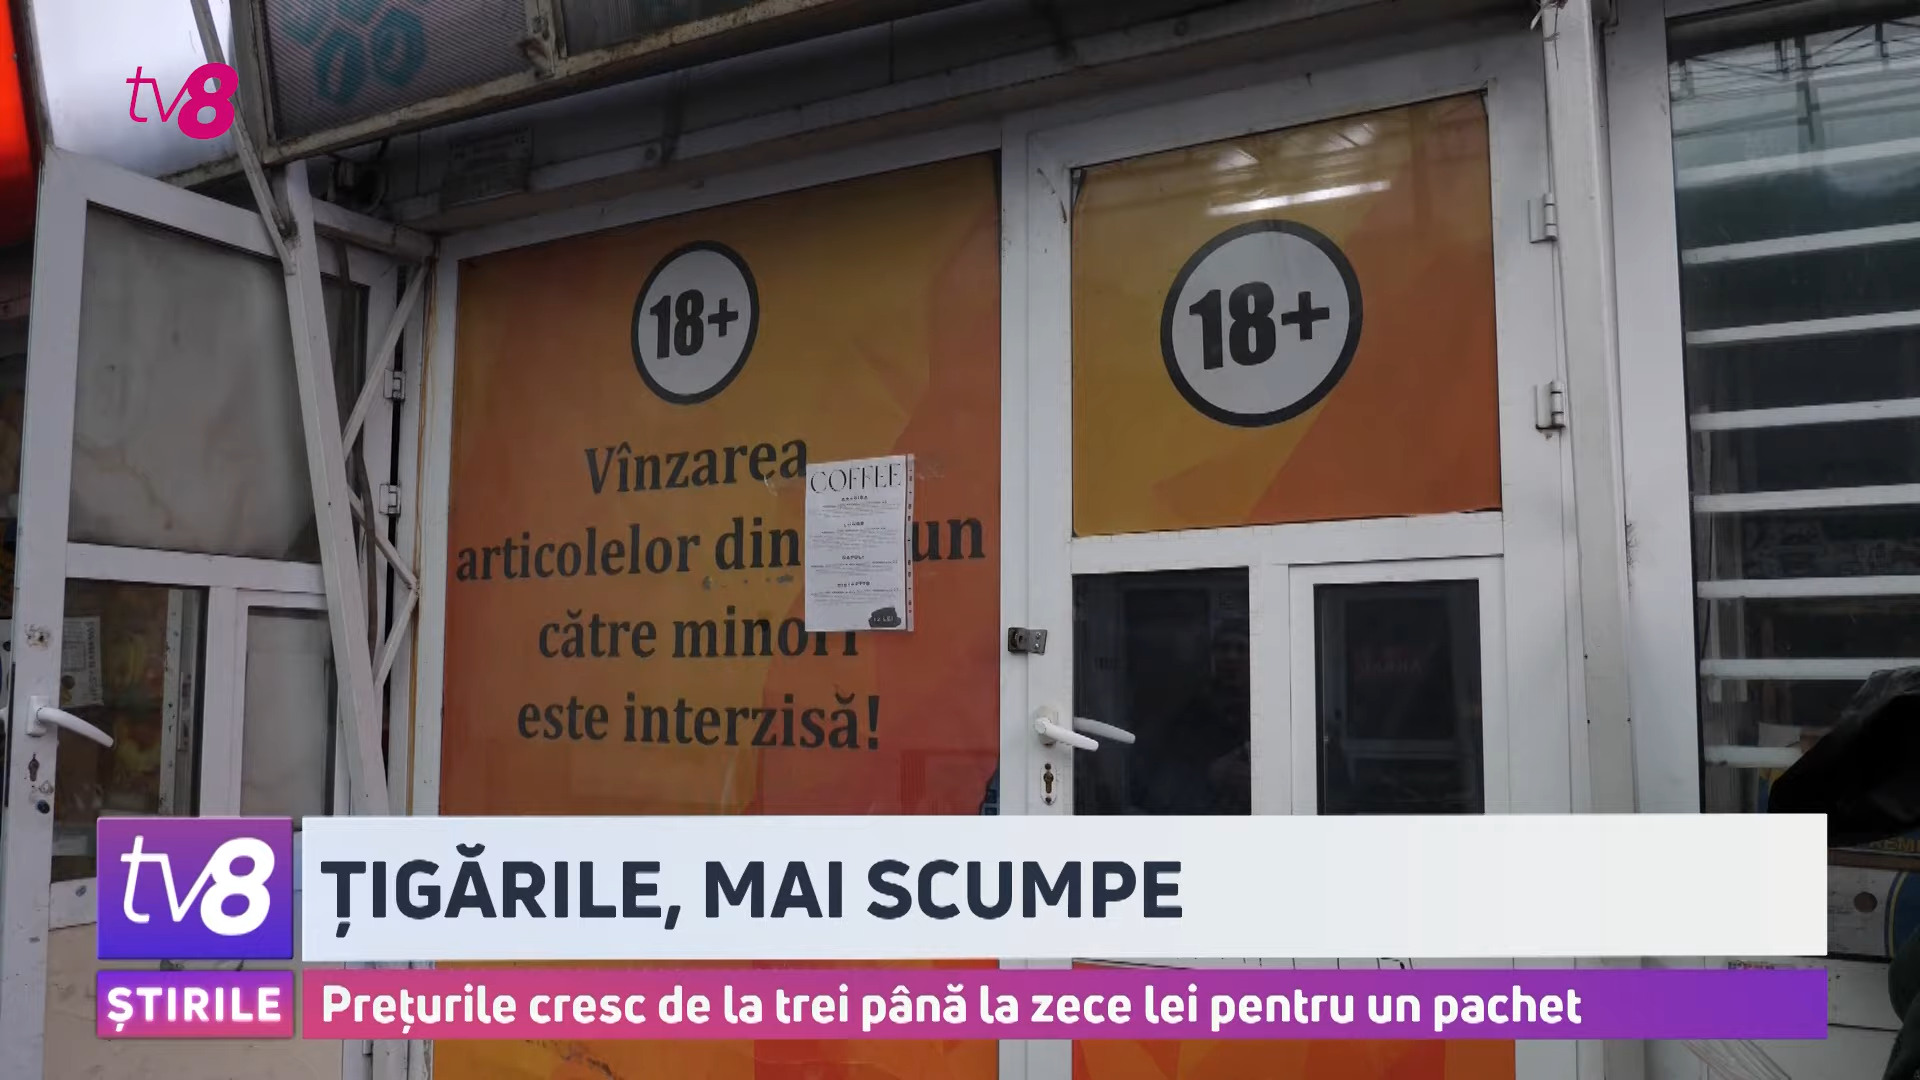 tv8
18+
18+
Vînzarea
articolelor din un
către minori
este interzisă!
COFFEE
tv8
ȚIGĂRILE, MAI SCUMPE
ȘTIRILE
Prețurile cresc de la trei până la zece lei pentru un pachet